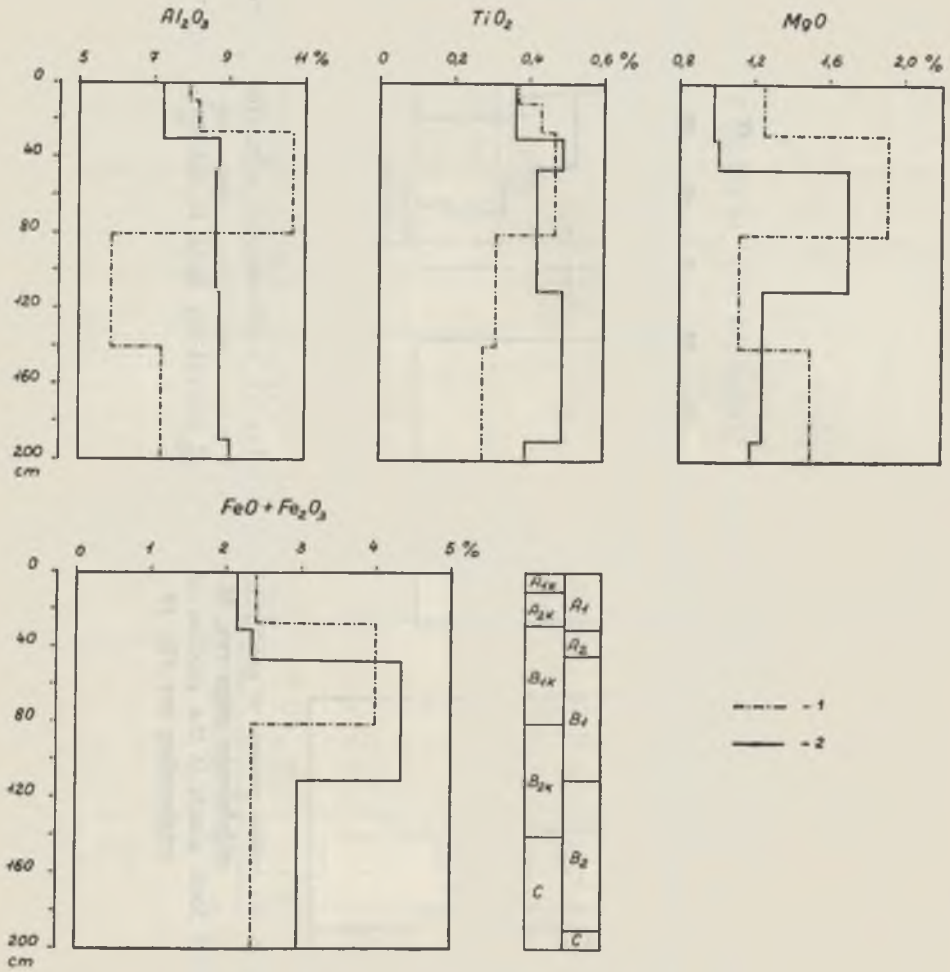 Al₂O₃ TiO₂ MgO
5 7 9 11 % 0 0,2 0,4 0,6 % 0,8 1,2 1,6 2,0 %
0
40
80
120
160
200
cm
FeO + Fe₂O₃
0 1 2 3 4 5 %
0
40
80
120
160
200
cm
A1K
A2K
B1K
B2K
C
A1
A2
B1
B2
C
- 1
- 2